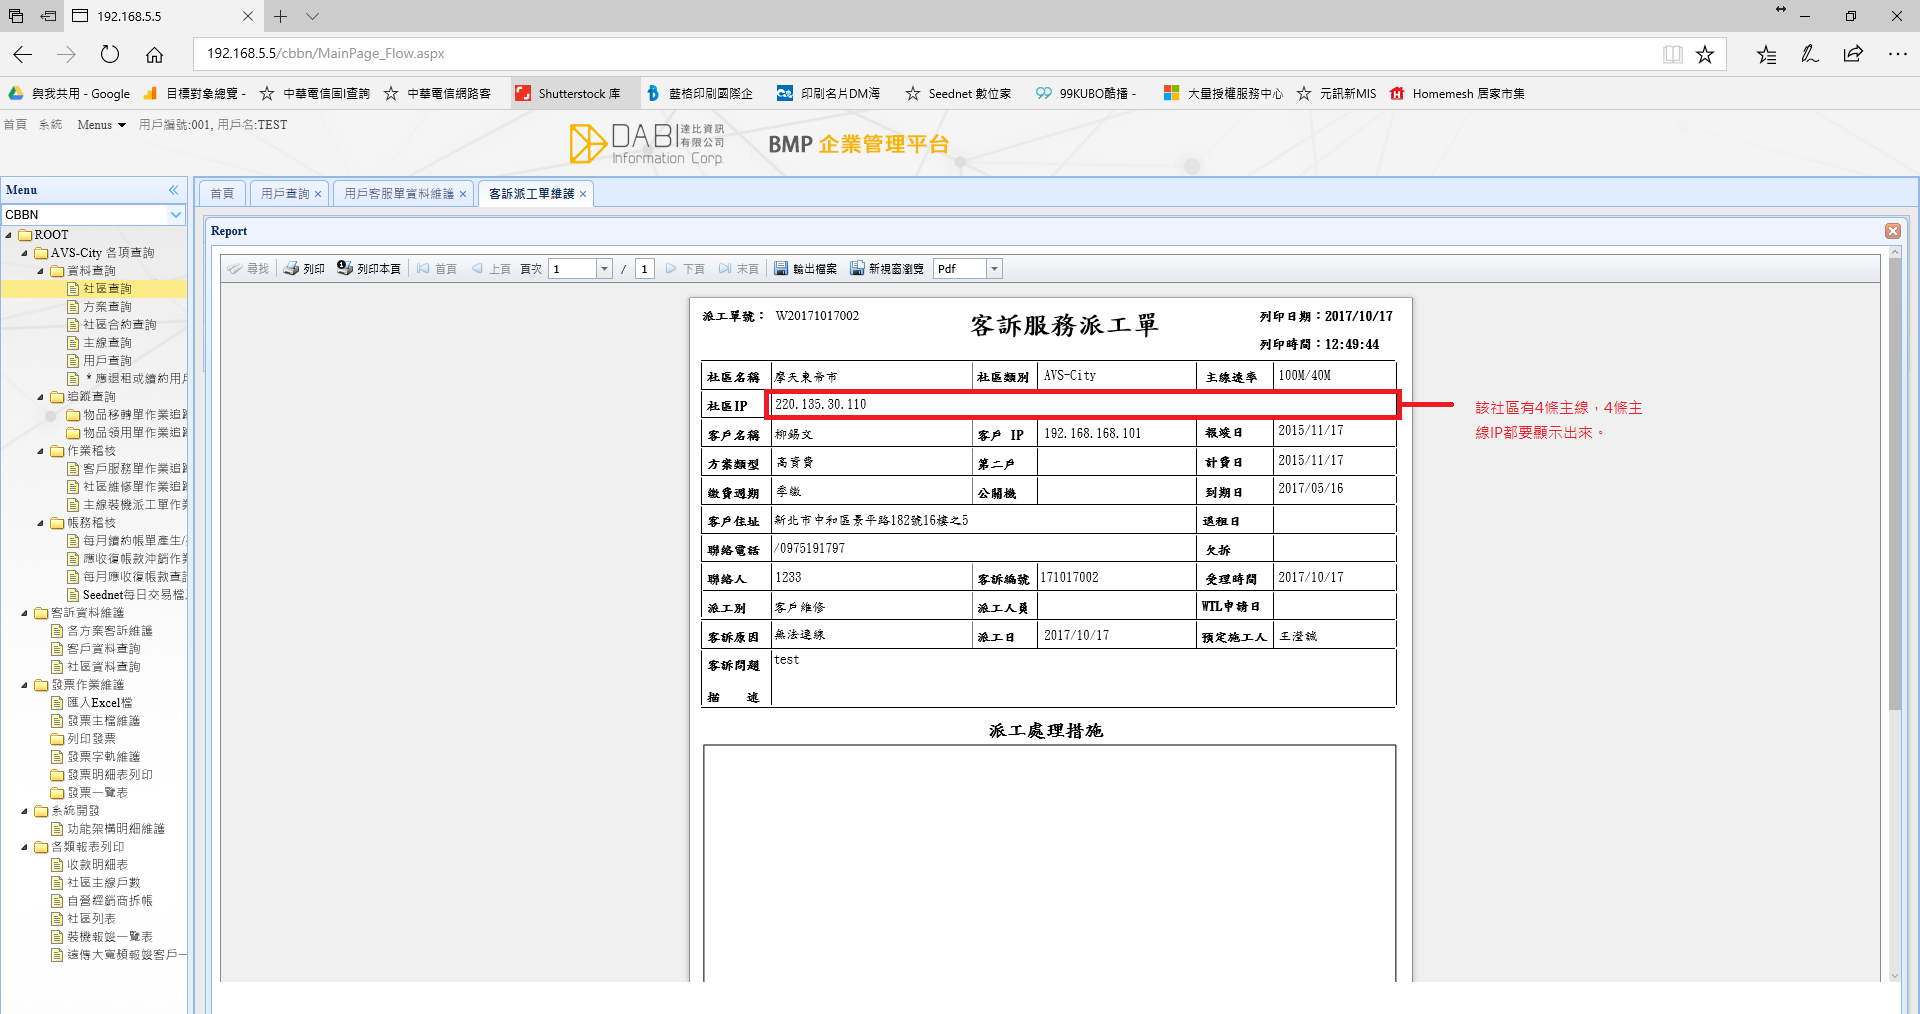 192.168.5.5
192.168.5.5/cbbn/MainPage_Flow.aspx
與我共用 - Google
目標對象總覽 -
中華電信固I查詢
中華電信網路客
Shutterstock 库
藍格印刷國際企
印刷名片DM海
Seednet 數位家
99KUBO酷播 -
大量授權服務中心
元訊新MIS
Homemesh 居家市集
首頁 系統 Menus 用戶編號:001, 用戶名:TEST
DABI 達比資訊有限公司
Information Corp.
BMP 企業管理平台
Menu
CBBN
ROOT
AVS-City 各項查詢
資料查詢
社區查詢
方案查詢
社區合約查詢
主線查詢
用戶查詢
* 應退租或續約用戶
追蹤查詢
物品移轉單作業追蹤
物品領用單作業追蹤
作業稽核
客戶服務單作業追蹤
社區維修單作業追蹤
主線裝機派工單作業
帳務稽核
每月續約帳單產生/
應收復帳款沖銷作業
每月應收復帳款查詢
Seednet每日交易檔
客訴資料維護
各方案客訴維護
客戶資料查詢
社區資料查詢
發票作業維護
匯入Excel檔
發票主檔維護
列印發票
發票字軌維護
發票明細表列印
發票一覽表
系統開發
功能架構明細維護
各類報表列印
收款明細表
社區主線戶數
自營經銷商拆帳
社區列表
裝機報竣一覽表
遠傳大寬頻報竣客戶一
首頁 用戶查詢 用戶客服單資料維護 客訴派工單維護
Report
尋找 列印 列印本頁 首頁 上頁 頁次 1 / 1 下頁 末頁 輸出檔案 新視窗瀏覽 Pdf
派工單號： W20171017002
客訴服務派工單
列印日期：2017/10/17
列印時間：12:49:44
社區名稱 摩天東帝市 社區類別 AVS-City 主線速率 100M/40M
社區IP 220.135.30.110
客戶名稱 柳錫文 客戶 IP 192.168.168.101 報竣日 2015/11/17
方案類型 高資費 第二戶 計費日 2015/11/17
繳費週期 季繳 公關機 到期日 2017/05/16
客戶住址 新北市中和區景平路182號16樓之5 退租日
聯絡電話 /0975191797 欠拆
聯絡人 1233 客訴編號 171017002 受理時間 2017/10/17
派工別 客戶維修 派工人員 WTL申請日
客訴原因 無法連線 派工日 2017/10/17 預定施工人 王瀅誠
客訴問題 test
描 述
派工處理措施
該社區有4條主線，4條主
線IP都要顯示出來。